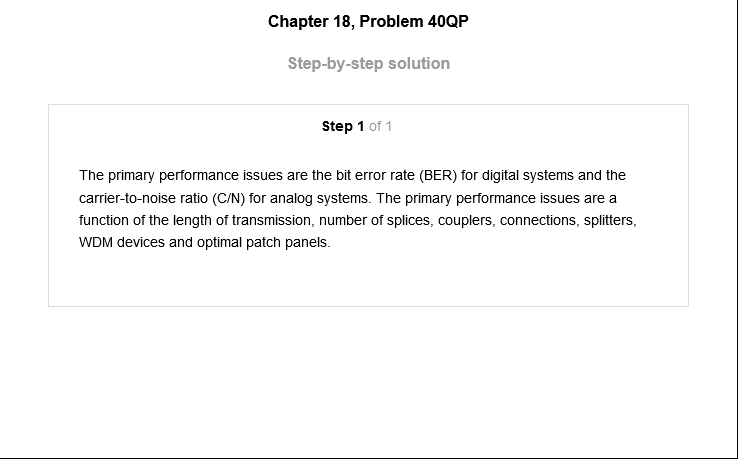 Chapter 18, Problem 40QP
Step-by-step solution
Step 1 of 1
The primary performance issues are the bit error rate (BER) for digital systems and the
carrier-to-noise ratio (C/N) for analog systems. The primary performance issues are a
function of the length of transmission, number of splices, couplers, connections, splitters,
WDM devices and optimal patch panels.